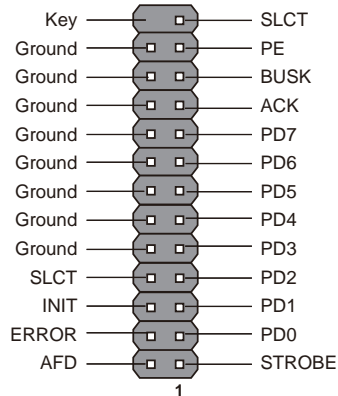 Key SLCT
Ground PE
Ground BUSK
Ground ACK
Ground PD7
Ground PD6
Ground PD5
Ground PD4
Ground PD3
SLCT PD2
INIT PD1
ERROR PD0
AFD STROBE
1